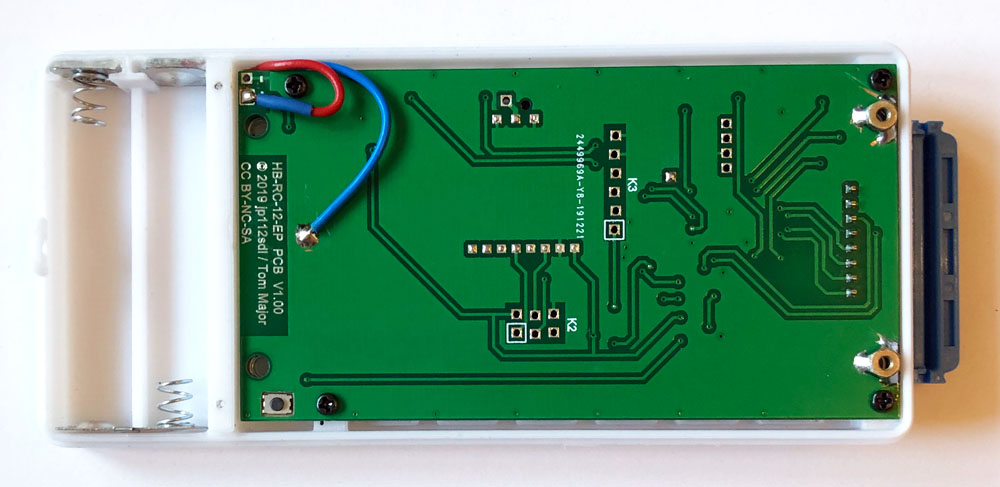 HB-RC-12-EP PCB V1.00
© 2019 jp112sdl / Tom Major
CC BY-NC-SA
2449969A-Y8-191221
K3
K2